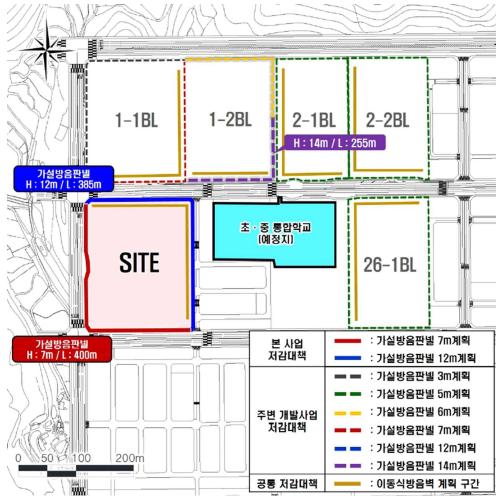 1-1BL
1-2BL
2-1BL
2-2BL
H : 14m / L : 255m
가설방음판넬
H : 12m / L : 385m
초·중 통합학교
(예정지)
SITE
26-1BL
가설방음판넬
H : 7m / L : 400m
본 사업
저감대책
: 가설방음판넬 7m계획
: 가설방음판넬 12m계획
주변 개발사업
저감대책
: 가설방음판넬 3m계획
: 가설방음판넬 5m계획
: 가설방음판넬 6m계획
: 가설방음판넬 7m계획
: 가설방음판넬 12m계획
: 가설방음판넬 14m계획
공통 저감대책
: 이동식방음벽 계획 구간
0 50 100 200m